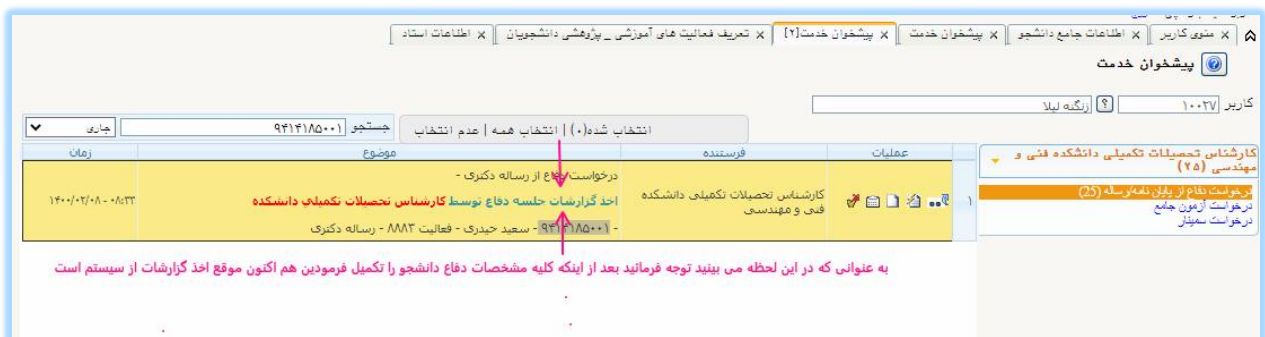 منوی کاربر × اطلاعات جامع دانشجو × پیشخوان خدمت × پیشخوان خدمت[۲] × تعریف فعالیت های آموزشی _ پژوهشی دانشجویان × اطلاعات استاد ×
پیشخوان خدمت
کاربر ۱۰۰۲۷ ? زنگنه لیلا
انتخاب شده(۰) | انتخاب همه | عدم انتخاب جستجو ۹۴۱۴۱۸۵۰۰۱ جاری
کارشناس تحصیلات تکمیلی دانشکده فنی و مهندسی (۲۵)
درخواست دفاع از پایان نامه/رساله (25)
درخواست آزمون جامع
درخواست سمینار
عملیات فرستنده موضوع زمان
۱
کارشناس تحصیلات تکمیلی دانشکده فنی و مهندسی
درخواست دفاع از رساله دکتری -
اخذ گزارشات جلسه دفاع توسط کارشناس تحصیلات تکمیلی دانشکده
- ۹۴۱۴۱۸۵۰۰۱ - سعید حیدری - فعالیت ۸۸۸۳ - رساله دکتری
۱۴۰۰/۰۲/۰۸ - ۰۸:۲۲
به عنوانی که در این لحظه می بینید توجه فرمائید بعد از اینکه کلیه مشخصات دفاع دانشجو را تکمیل فرمودین هم اکنون موقع اخذ گزارشات از سیستم است